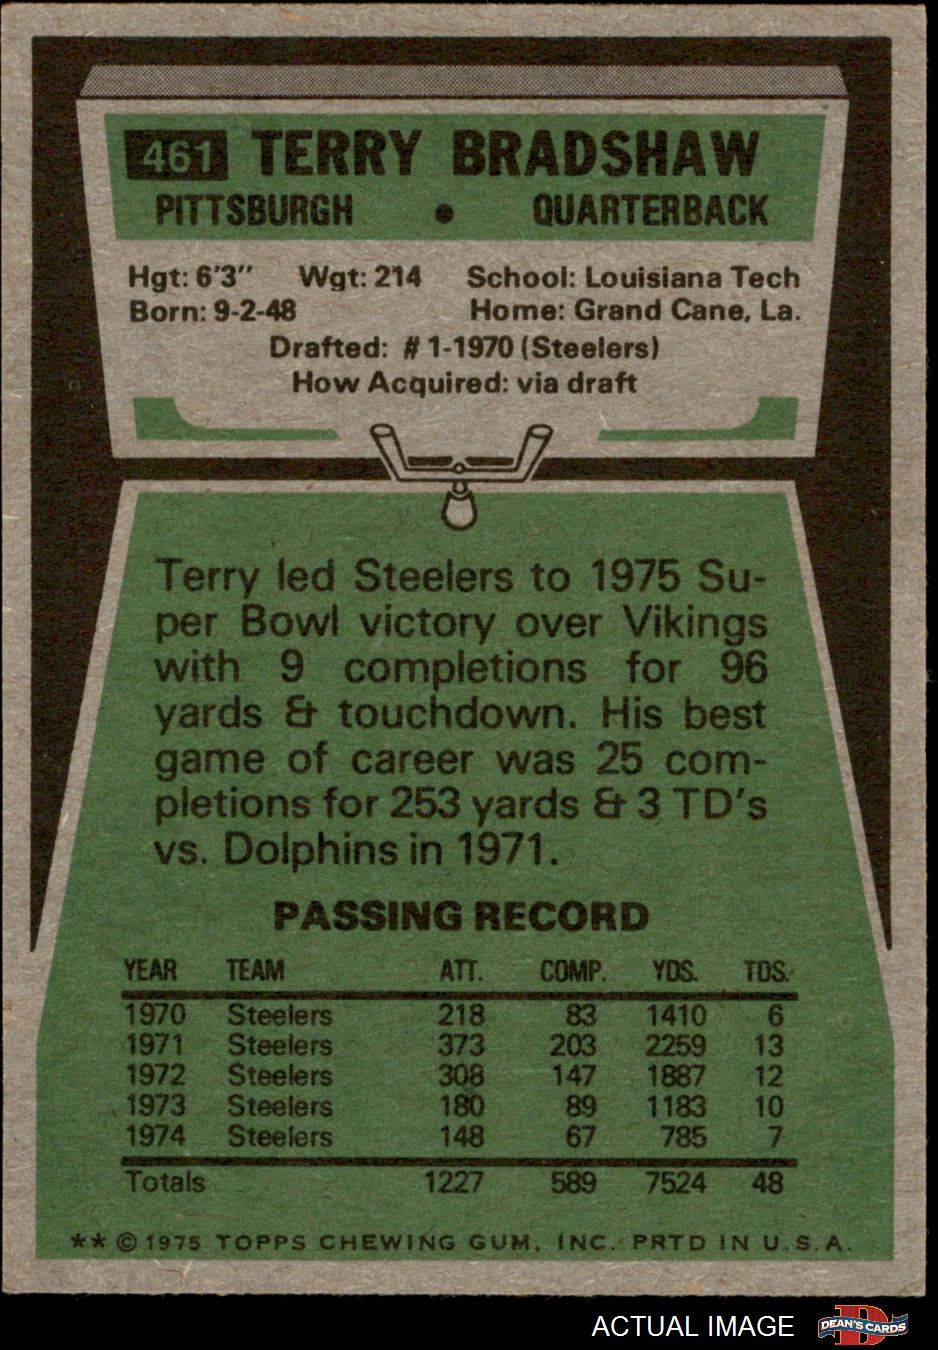 461 TERRY BRADSHAW
PITTSBURGH • QUARTERBACK
Hgt: 6'3" Wgt: 214 School: Louisiana Tech
Born: 9-2-48 Home: Grand Cane, La.
Drafted: #1-1970 (Steelers)
How Acquired: via draft
Terry led Steelers to 1975 Su-
per Bowl victory over Vikings
with 9 completions for 96
yards & touchdown. His best
game of career was 25 com-
pletions for 253 yards & 3 TD's
vs. Dolphins in 1971.
PASSING RECORD
YEAR TEAM ATT. COMP. YDS. TDS.
1970 Steelers 218 83 1410 6
1971 Steelers 373 203 2259 13
1972 Steelers 308 147 1887 12
1973 Steelers 180 89 1183 10
1974 Steelers 148 67 785 7
Totals 1227 589 7524 48
** © 1975 TOPPS CHEWING GUM, INC. PRTD IN U.S.A.
ACTUAL IMAGE D DEAN'S CARDS